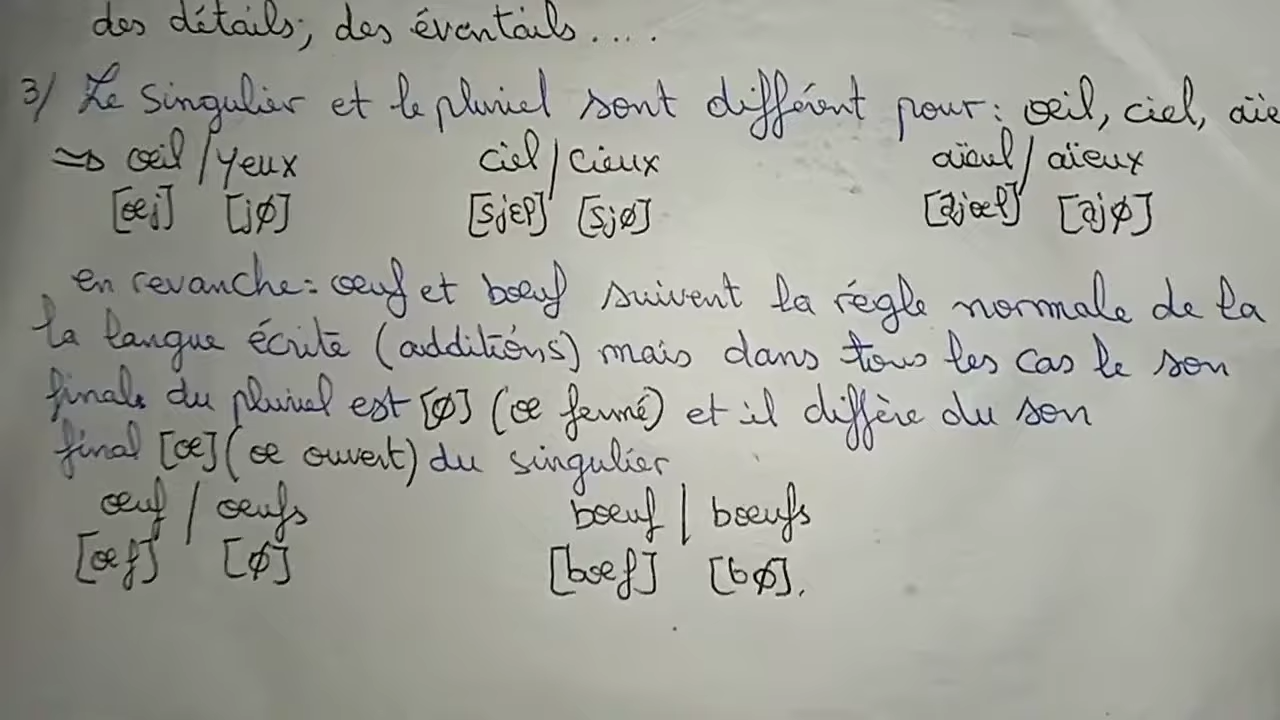 des détails, des éventails....
3/ Le singulier et le pluriel sont différent pour: œil, ciel, aïe
⇒ œil / yeux ciel / cieux aïeul / aïeux
[œj] [jø] [sjɛl] [sjø] [ajœl] [ajø]
en revanche: œuf et bœuf suivent la règle normale de la
la langue écrite (additions) mais dans tous les cas le son
finale du pluriel est [ø] (œ fermé) et il diffère du son
final [œ] (œ ouvert) du singulier
œuf / œufs bœuf | bœufs
[œf] [ø] [bœf] [bø].